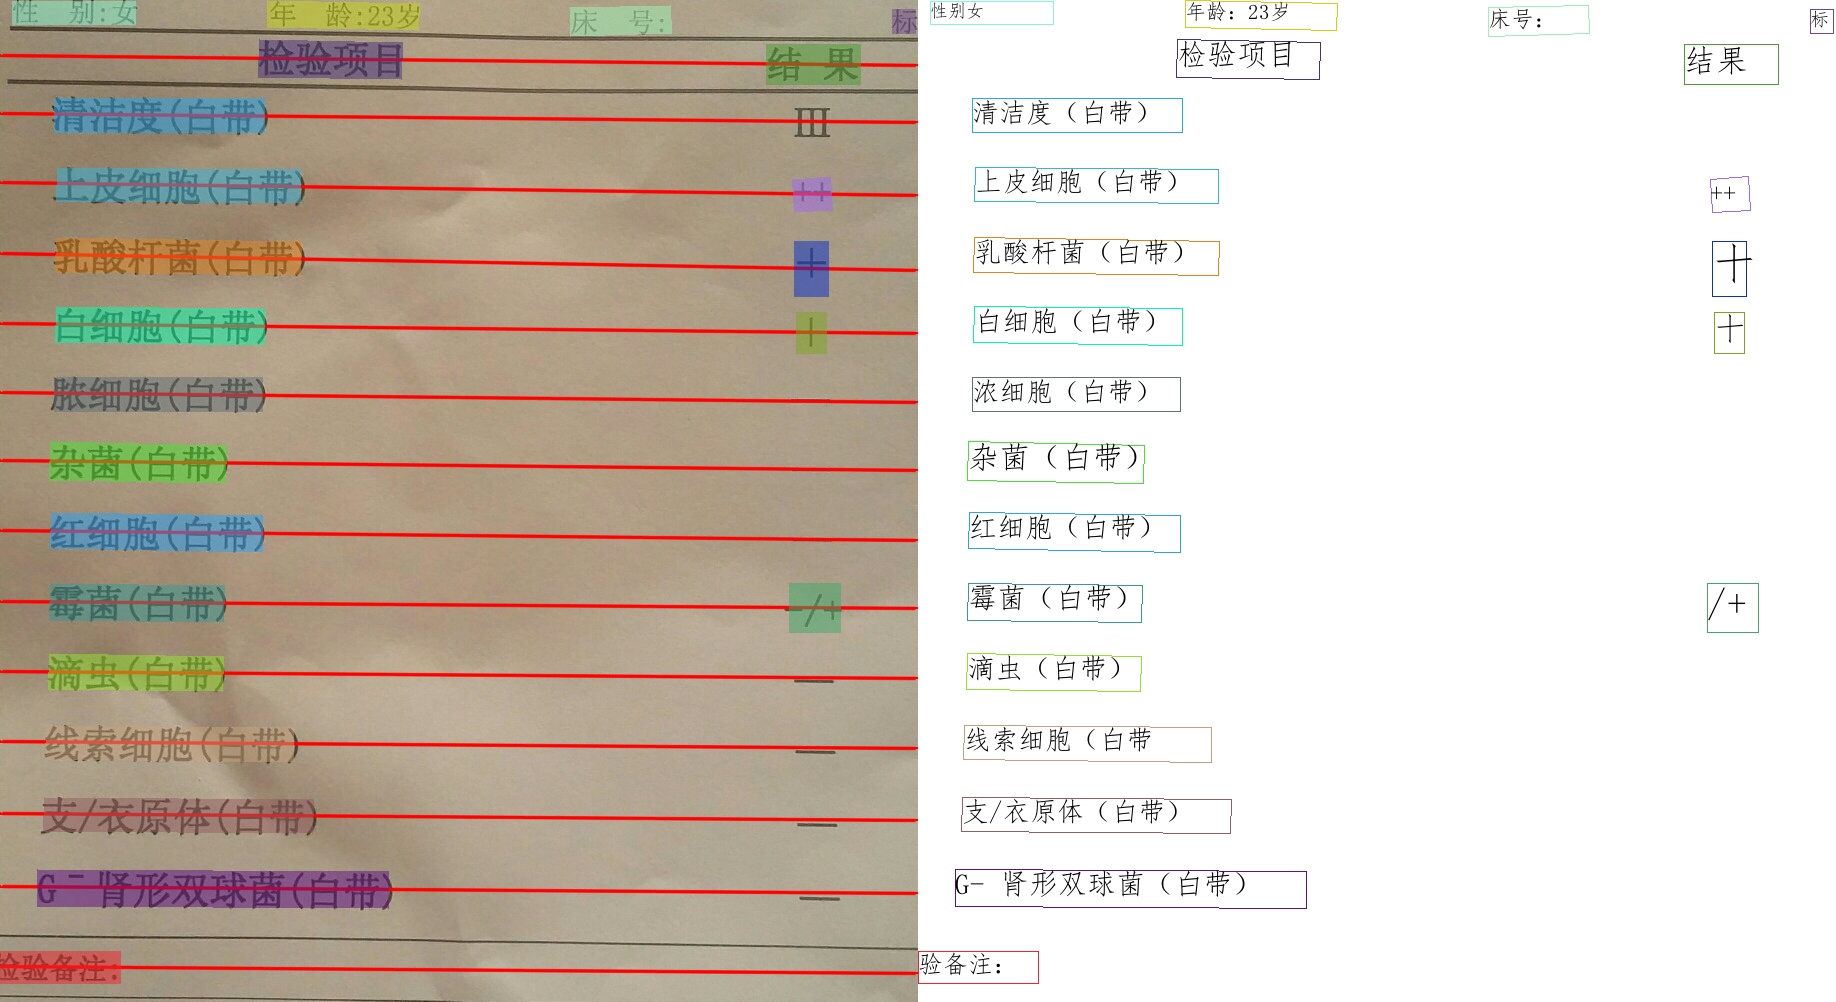 性 别:女 年 龄:23岁 床 号: 标
检验项目 结 果
清洁度(白带) III
上皮细胞(白带) ++
乳酸杆菌(白带) +
白细胞(白带) +
脓细胞(白带)
杂菌(白带)
红细胞(白带)
霉菌(白带) -/+
滴虫(白带) —
线索细胞(白带) —
支/衣原体(白带) —
G⁻肾形双球菌(白带) —
检验备注:
性别女 年龄：23岁 床号： 标
检验项目 结果
清洁度（白带）
上皮细胞（白带） ++
乳酸杆菌（白带） 十
白细胞（白带） 十
浓细胞（白带）
杂菌（白带）
红细胞（白带）
霉菌（白带） /+
滴虫（白带）
线索细胞（白带
支/衣原体（白带）
G- 肾形双球菌（白带）
验备注：